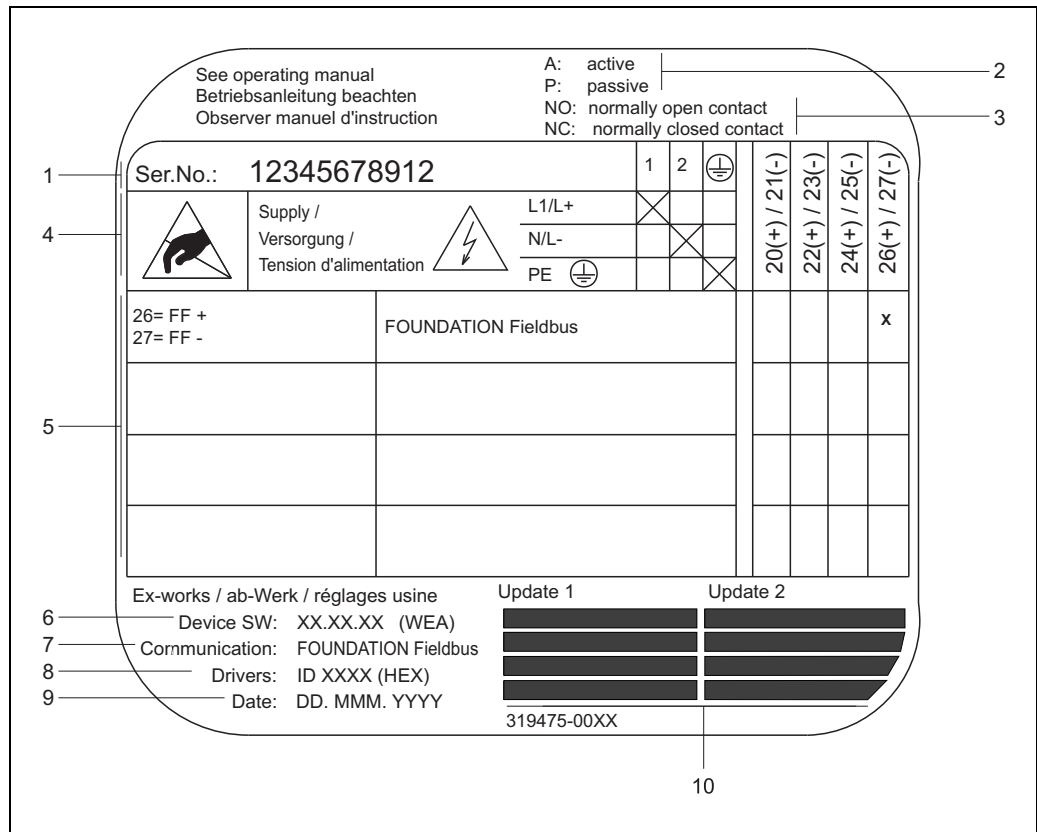 See operating manual
Betriebsanleitung beachten
Observer manuel d'instruction
A: active
P: passive
NO: normally open contact
NC: normally closed contact
2
3
1
Ser.No.: 12345678912
1 2
20(+) / 21(-)
22(+) / 23(-)
24(+) / 25(-)
26(+) / 27(-)
4
Supply /
Versorgung /
Tension d'alimentation
L1/L+
N/L-
PE
5
26= FF +
27= FF -
FOUNDATION Fieldbus
x
Ex-works / ab-Werk / réglages usine
Update 1
Update 2
6
Device SW: XX.XX.XX (WEA)
7
Communication: FOUNDATION Fieldbus
8
Drivers: ID XXXX (HEX)
9
Date: DD. MMM. YYYY
319475-00XX
10